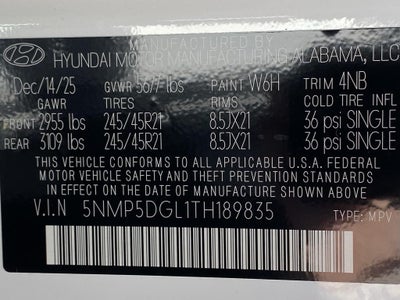 MANUFACTURED BY
HYUNDAI MOTOR MANUFACTURING ALABAMA, LLC
Dec/14/25 GVWR lbs PAINT W6H TRIM 4NB
GAWR TIRES RIMS COLD TIRE INFL
FRONT 2955 lbs 245/45R21 8.5JX21 36 psi SINGLE
REAR 3109 lbs 245/45R21 8.5JX21 36 psi SINGLE
THIS VEHICLE CONFORMS TO ALL APPLICABLE U.S.A. FEDERAL
MOTOR VEHICLE SAFETY AND THEFT PREVENTION STANDARDS
IN EFFECT ON THE DATE OF MANUFACTURE SHOWN ABOVE.
V.I.N 5NMP5DGL1TH189835 TYPE: MPV